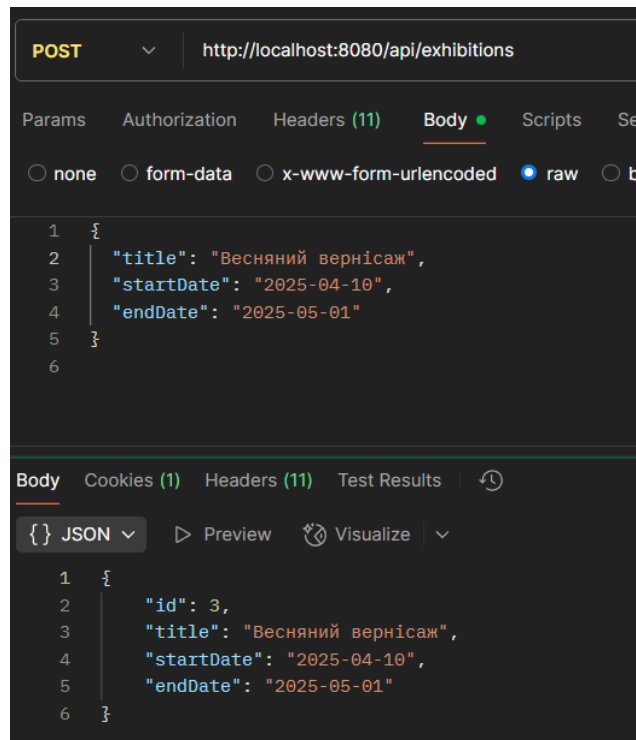 POST http://localhost:8080/api/exhibitions
Params Authorization Headers (11) Body Scripts
none form-data x-www-form-urlencoded raw
1 {
2 "title": "Весняний вернісаж",
3 "startDate": "2025-04-10",
4 "endDate": "2025-05-01"
5 }
6
Body Cookies (1) Headers (11) Test Results
{} JSON Preview Visualize
1 {
2 "id": 3,
3 "title": "Весняний вернісаж",
4 "startDate": "2025-04-10",
5 "endDate": "2025-05-01"
6 }